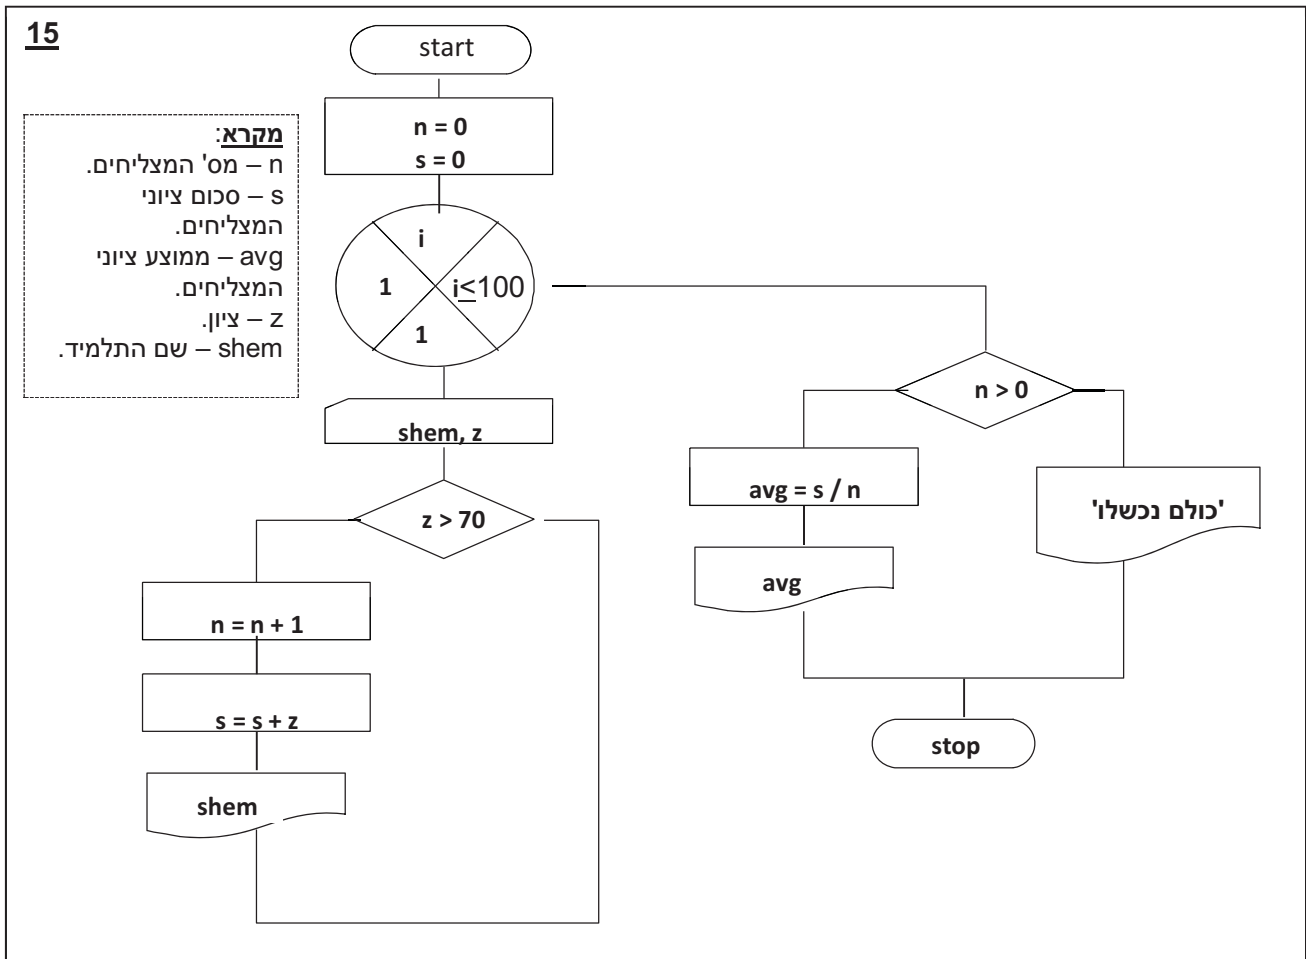 15
start
מקרא:
n – מס' המצליחים.
s – סכום ציוני
המצליחים.
avg – ממוצע ציוני
המצליחים.
z – ציון.
shem – שם התלמיד.
n = 0
s = 0
i
1
i≤100
1
shem, z
z > 70
n = n + 1
s = s + z
shem
n > 0
avg = s / n
avg
'כולם נכשלו'
stop